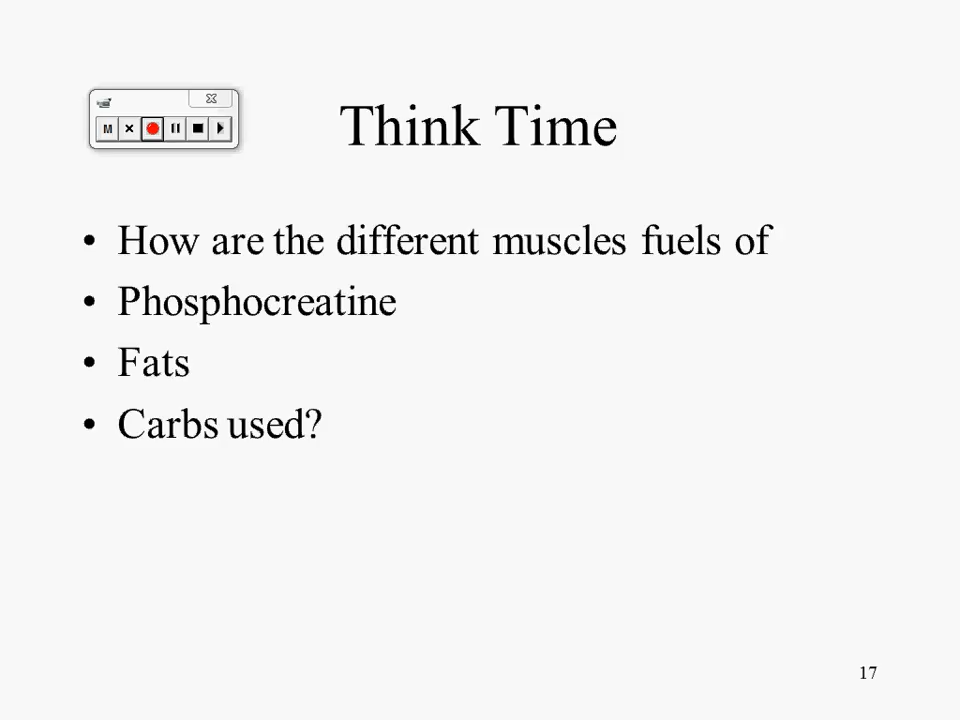 M
Think Time
• How are the different muscles fuels of
• Phosphocreatine
• Fats
• Carbs used?
17